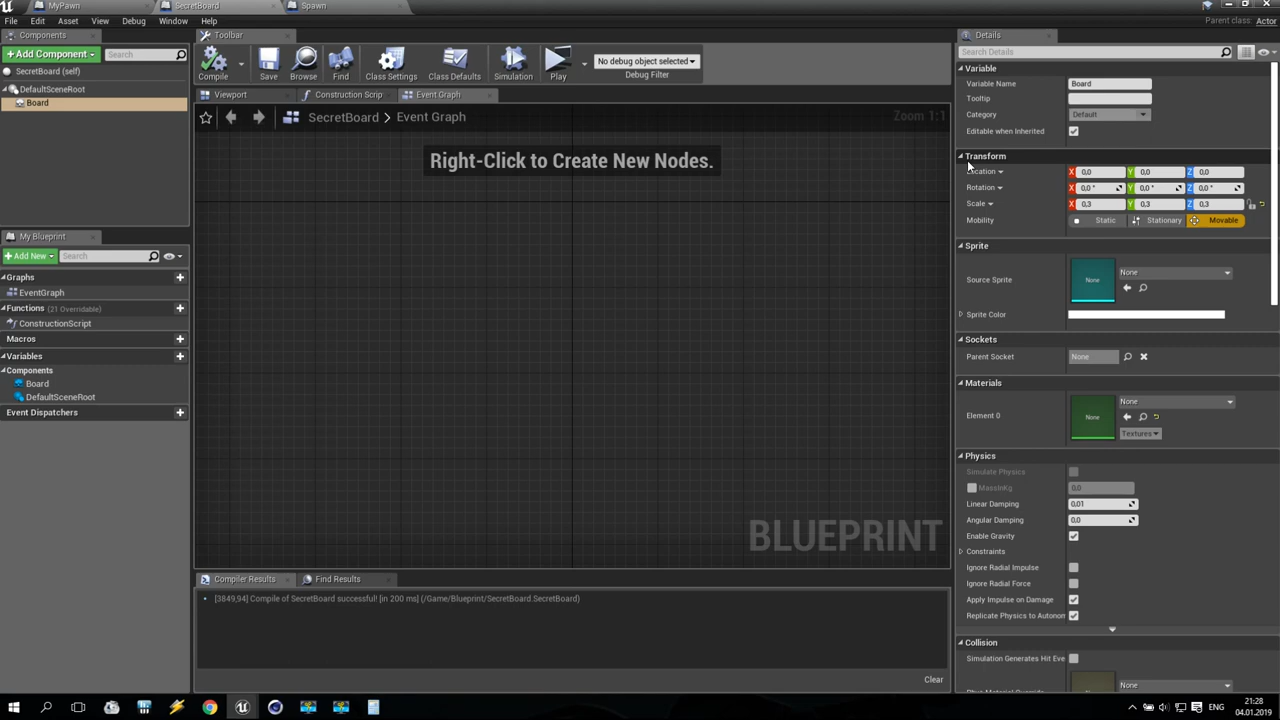 MyPawn
SecretBoard
Spawn
File Edit Asset View Debug Window Help
Parent class: Actor
Components
+ Add Component
Search
SecretBoard (self)
DefaultSceneRoot
Board
Toolbar
Compile
Save
Browse
Find
Class Settings
Class Defaults
Simulation
Play
No debug object selected
Debug Filter
Viewport
Construction Scrip
Event Graph
SecretBoard > Event Graph
Zoom 1:1
Right-Click to Create New Nodes.
BLUEPRINT
My Blueprint
+ Add New
Search
Graphs
EventGraph
Functions (21 Overridable)
ConstructionScript
Macros
Variables
Components
Board
DefaultSceneRoot
Event Dispatchers
Compiler Results
Find Results
[3849,94] Compile of SecretBoard successful! [in 200 ms] (/Game/Blueprint/SecretBoard.SecretBoard)
Clear
Details
Search Details
Variable
Variable Name Board
Tooltip
Category Default
Editable when Inherited
Transform
Location X 0,0 Y 0,0 Z 0,0
Rotation X 0,0 ° Y 0,0 ° Z 0,0 °
Scale X 0,3 Y 0,3 Z 0,3
Mobility Static Stationary Movable
Sprite
Source Sprite None None
Sprite Color
Sockets
Parent Socket None
Materials
Element 0 None None
Textures
Physics
Simulate Physics
MassInKg 0,0
Linear Damping 0,01
Angular Damping 0,0
Enable Gravity
Constraints
Ignore Radial Impulse
Ignore Radial Force
Apply Impulse on Damage
Replicate Physics to Autonom
Collision
Simulation Generates Hit Eve
None
ENG
21:28
04.01.2019